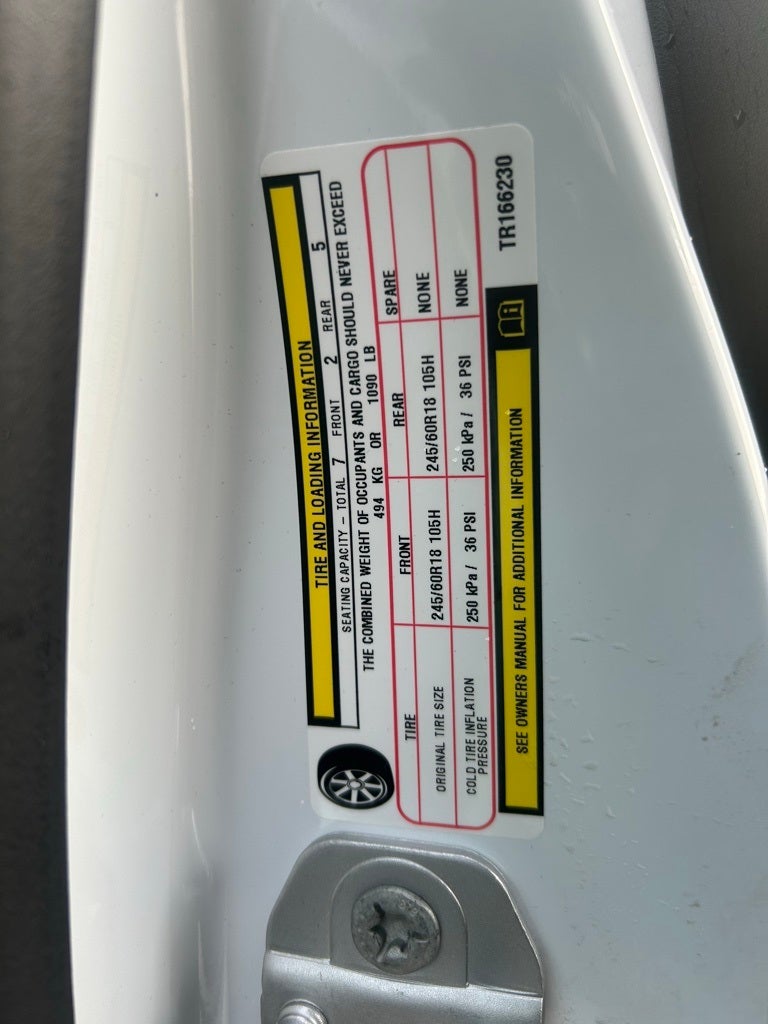 TIRE AND LOADING INFORMATION
SEATING CAPACITY – TOTAL 7 FRONT 2 REAR 5
THE COMBINED WEIGHT OF OCCUPANTS AND CARGO SHOULD NEVER EXCEED
494 KG OR 1090 LB
TIRE FRONT REAR SPARE
ORIGINAL TIRE SIZE 245/60R18 105H 245/60R18 105H NONE
COLD TIRE INFLATION PRESSURE 250 kPa / 36 PSI 250 kPa / 36 PSI NONE
SEE OWNERS MANUAL FOR ADDITIONAL INFORMATION
TR166230